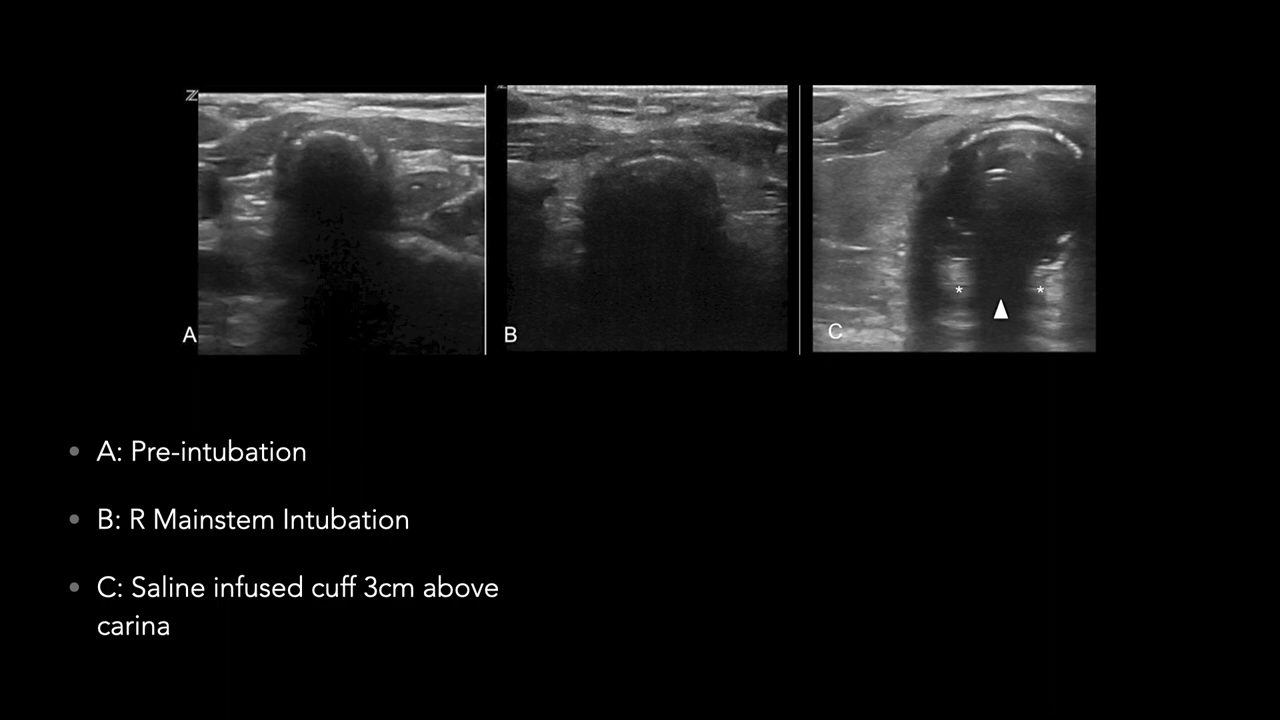 A
B
C
*
*
A: Pre-intubation
B: R Mainstem Intubation
C: Saline infused cuff 3cm above
carina